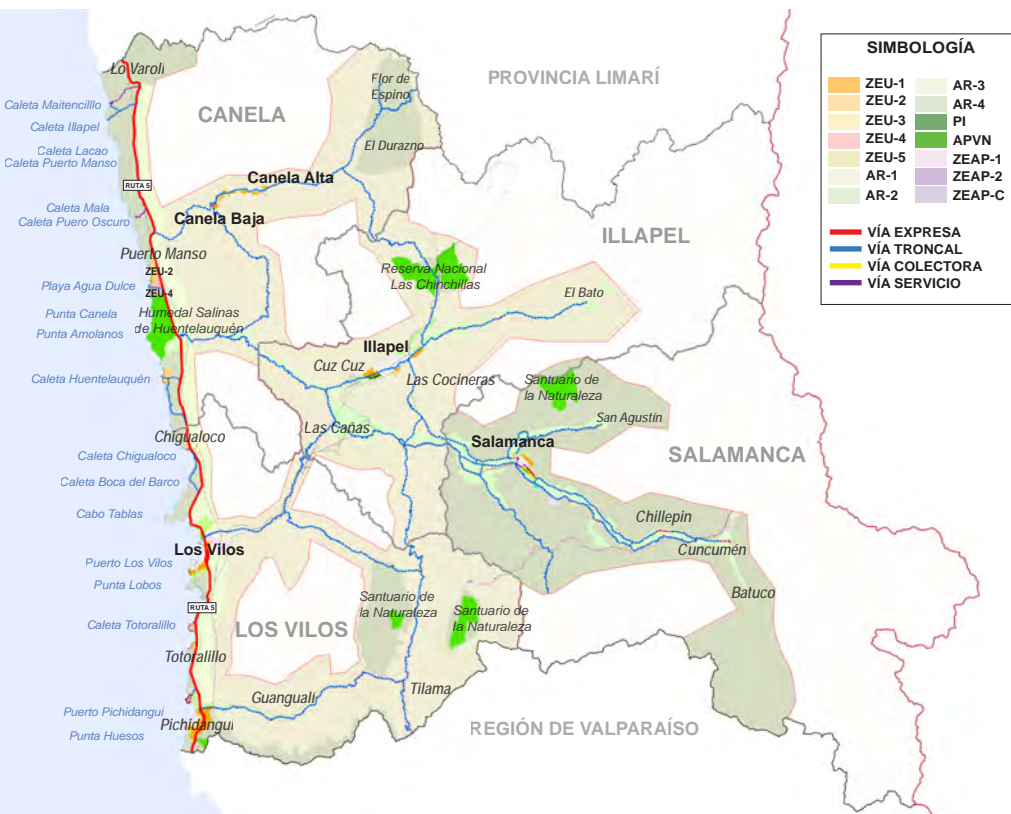 SIMBOLOGÍA
ZEU-1
ZEU-2
ZEU-3
ZEU-4
ZEU-5
AR-1
AR-2
AR-3
AR-4
PI
APVN
ZEAP-1
ZEAP-2
ZEAP-C
VÍA EXPRESA
VÍA TRONCAL
VÍA COLECTORA
VÍA SERVICIO
PROVINCIA LIMARÍ
CANELA
ILLAPEL
SALAMANCA
LOS VILOS
REGIÓN DE VALPARAÍSO
Lo Varoli
Flor de
Espino
El Durazno
Caleta Maitencilllo
Caleta Illapel
Caleta Lacao
Caleta Puerto Manso
RUTA 5
Canela Alta
Canela Baja
Caleta Mala
Caleta Puero Oscuro
Puerto Manso
ZEU-2
ZEU-4
Playa Agua Dulce
Punta Canela
Punta Amolanos
Humedal Salinas
de Huentelauquén
Reserva Nacional
Las Chinchillas
El Bato
Illapel
Cuz Cuz
Las Cocineras
Caleta Huentelauquén
Santuario de
la Naturaleza
San Agustín
Las Cañas
Chigualoco
Salamanca
Caleta Chigualoco
Caleta Boca del Barco
Cabo Tablas
Chillepin
Cuncumén
Batuco
Los Vilos
Puerto Los Vilos
Punta Lobos
RUTA 5
Santuario de
la Naturaleza
Santuario de
la Naturaleza
Caleta Totoralillo
Totoralillo
Guanguali
Tilama
Puerto Pichidangui
Pichidangui
Punta Huesos